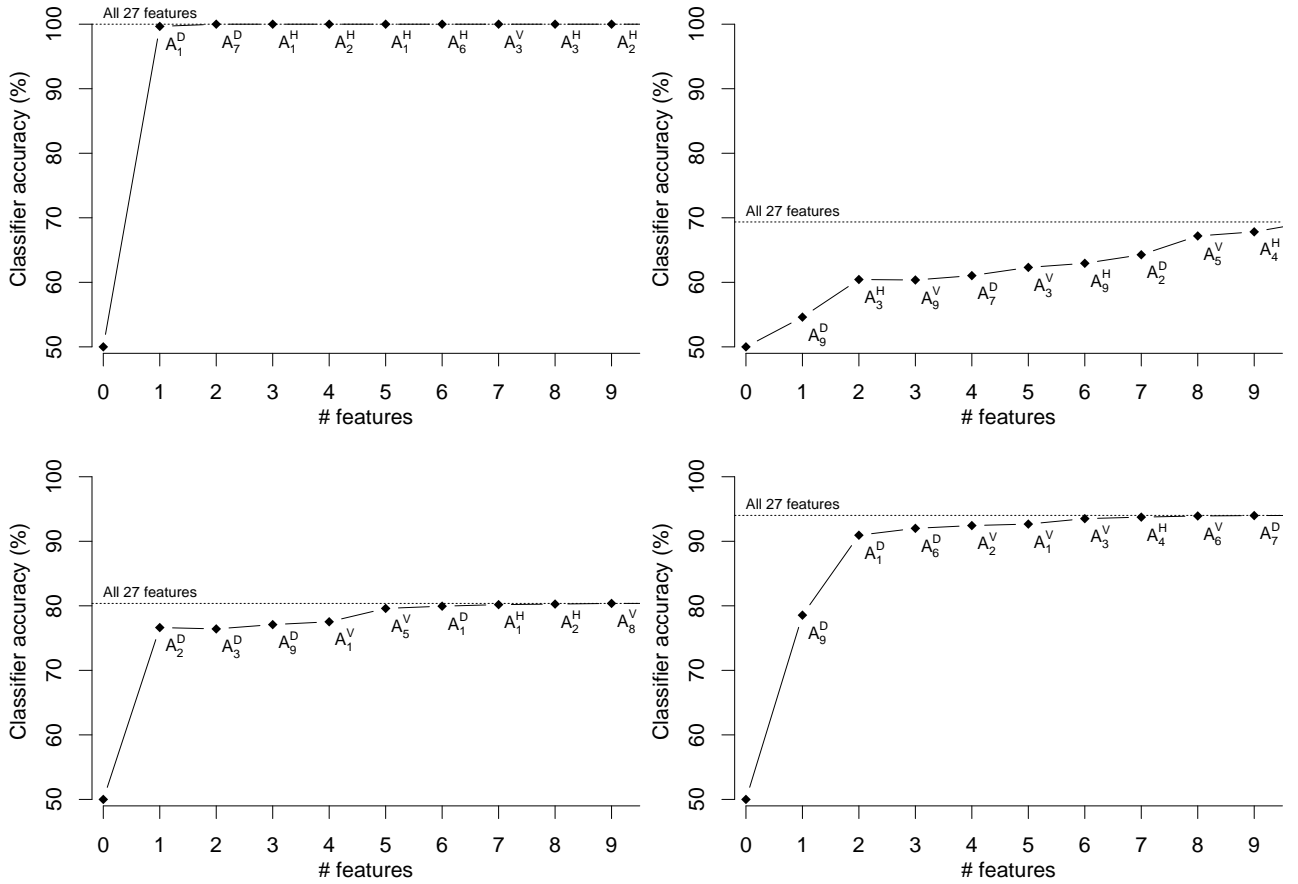 All 27 features
Classifier accuracy (%)
100
90
80
70
60
50
A₁ᴰ A₇ᴰ A₁ᴴ A₂ᴴ A₁ᴴ A₆ᴴ A₃ⱽ A₃ᴴ A₂ᴴ
0 1 2 3 4 5 6 7 8 9
# features
Classifier accuracy (%)
100
90
80
70
60
50
All 27 features
A₉ᴰ A₃ᴴ A₉ⱽ A₇ᴰ A₃ⱽ A₉ᴴ A₂ᴰ A₅ⱽ A₄ᴴ
0 1 2 3 4 5 6 7 8 9
# features
Classifier accuracy (%)
100
90
80
70
60
50
All 27 features
A₂ᴰ A₃ᴰ A₉ᴰ A₁ⱽ A₅ⱽ A₁ᴰ A₁ᴴ A₂ᴴ A₈ⱽ
0 1 2 3 4 5 6 7 8 9
# features
Classifier accuracy (%)
100
90
80
70
60
50
All 27 features
A₉ᴰ A₁ᴰ A₆ᴰ A₂ⱽ A₁ⱽ A₃ⱽ A₄ᴴ A₆ⱽ A₇ᴰ
0 1 2 3 4 5 6 7 8 9
# features